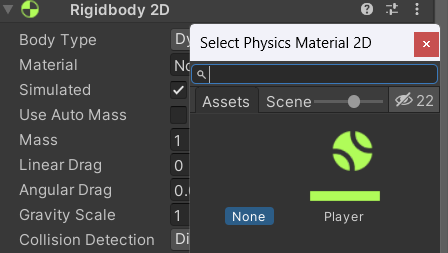 Rigidbody 2D
Select Physics Material 2D
Body Type
Material
Assets Scene 22
Simulated
Use Auto Mass
Mass 1
Linear Drag 0
Angular Drag
Gravity Scale 1
None Player
Collision Detection